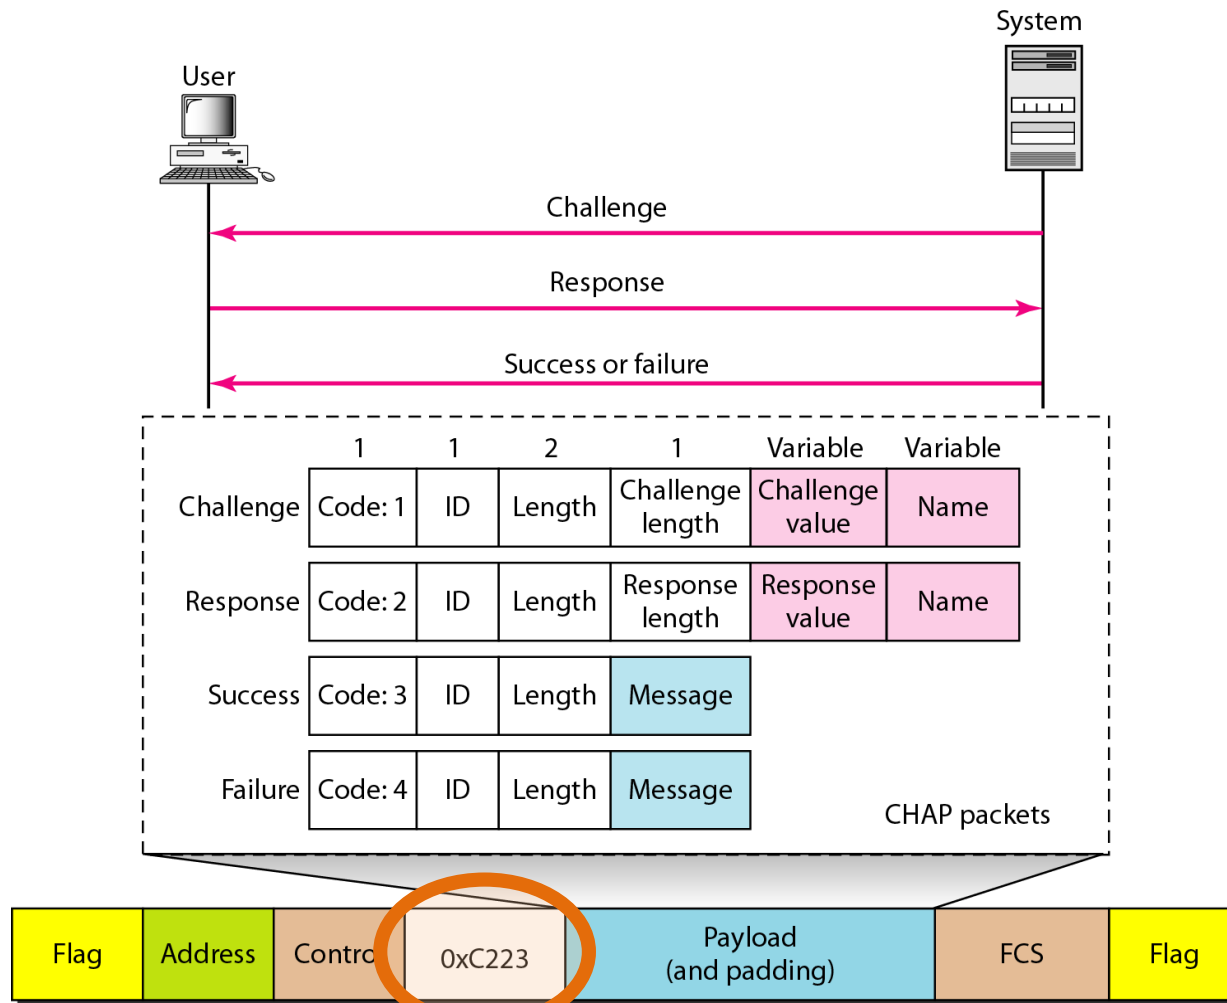 System
User
Challenge
Response
Success or failure
1 1 2 1 Variable Variable
Challenge Code: 1 ID Length Challenge length Challenge value Name
Response Code: 2 ID Length Response length Response value Name
Success Code: 3 ID Length Message
Failure Code: 4 ID Length Message
CHAP packets
Flag Address Control 0xC223 Payload (and padding) FCS Flag